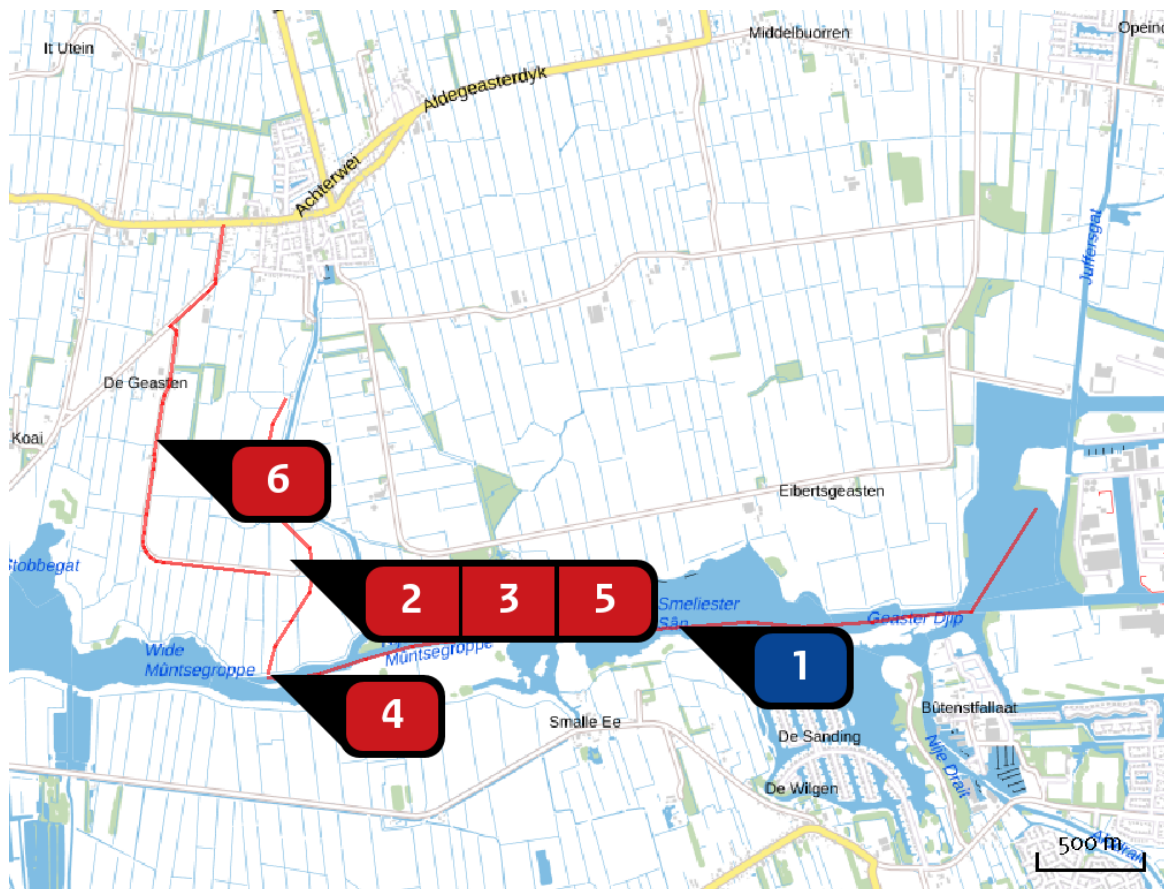 It Utein
Middelbuorren
Opeind
Aldegeasterdyk
Achterwei
Juffersgat
De Geasten
Koai
6
Eibertsgeasten
Stobbegat
2 3 5
Smeliester
Sân
Geaster Djip
Wide
Mûntsegroppe
Mûntsegroppe
1
4
Smalle Ee
De Sanding
Bûtenstfallaat
Nije Drait
De Wilgen
500 m